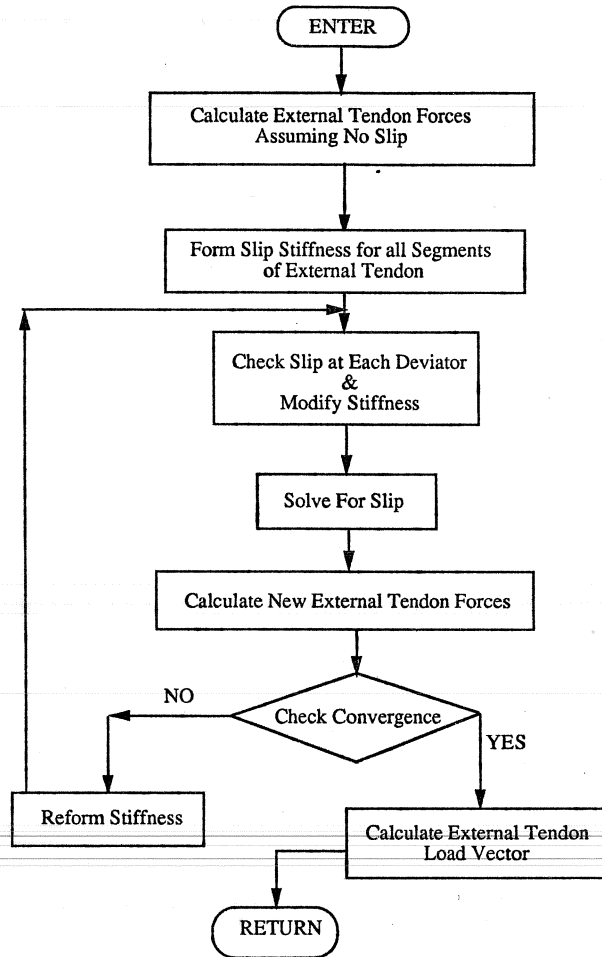 ENTER
Calculate External Tendon Forces
Assuming No Slip
Form Slip Stiffness for all Segments
of External Tendon
Check Slip at Each Deviator
&
Modify Stiffness
Solve For Slip
Calculate New External Tendon Forces
Check Convergence
NO
YES
Reform Stiffness
Calculate External Tendon
Load Vector
RETURN